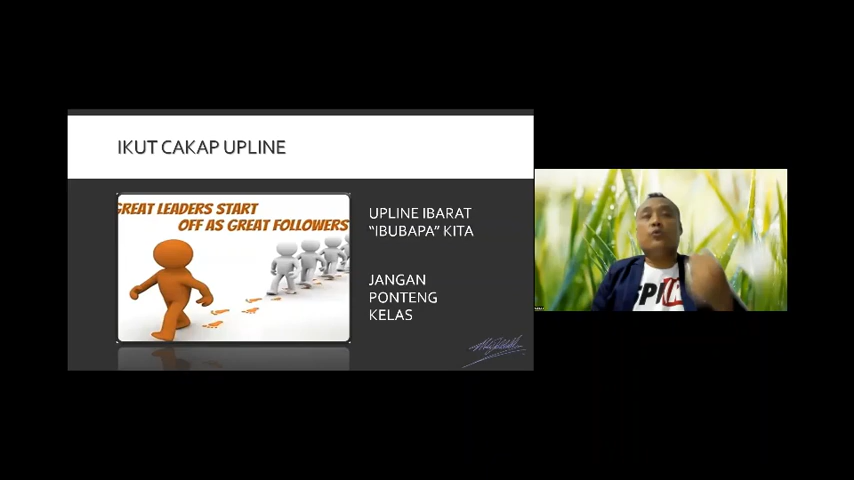 IKUT CAKAP UPLINE
GREAT LEADERS START
OFF AS GREAT FOLLOWERS
UPLINE IBARAT
“IBUBAPA” KITA
JANGAN
PONTENG
KELAS